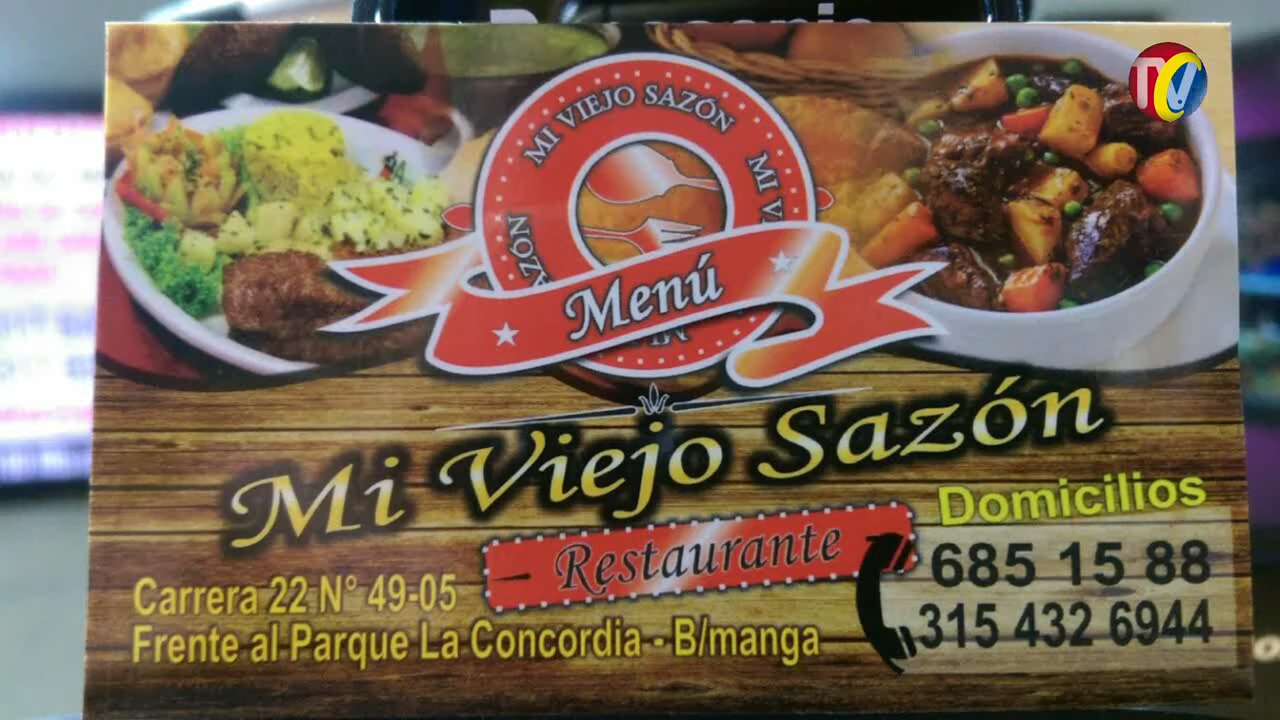 TC!
MI VIEJO SAZÓN
Menú
Mi Viejo Sazón
Restaurante
Domicilios
685 15 88
315 432 6944
Carrera 22 N° 49-05
Frente al Parque La Concordia - B/manga